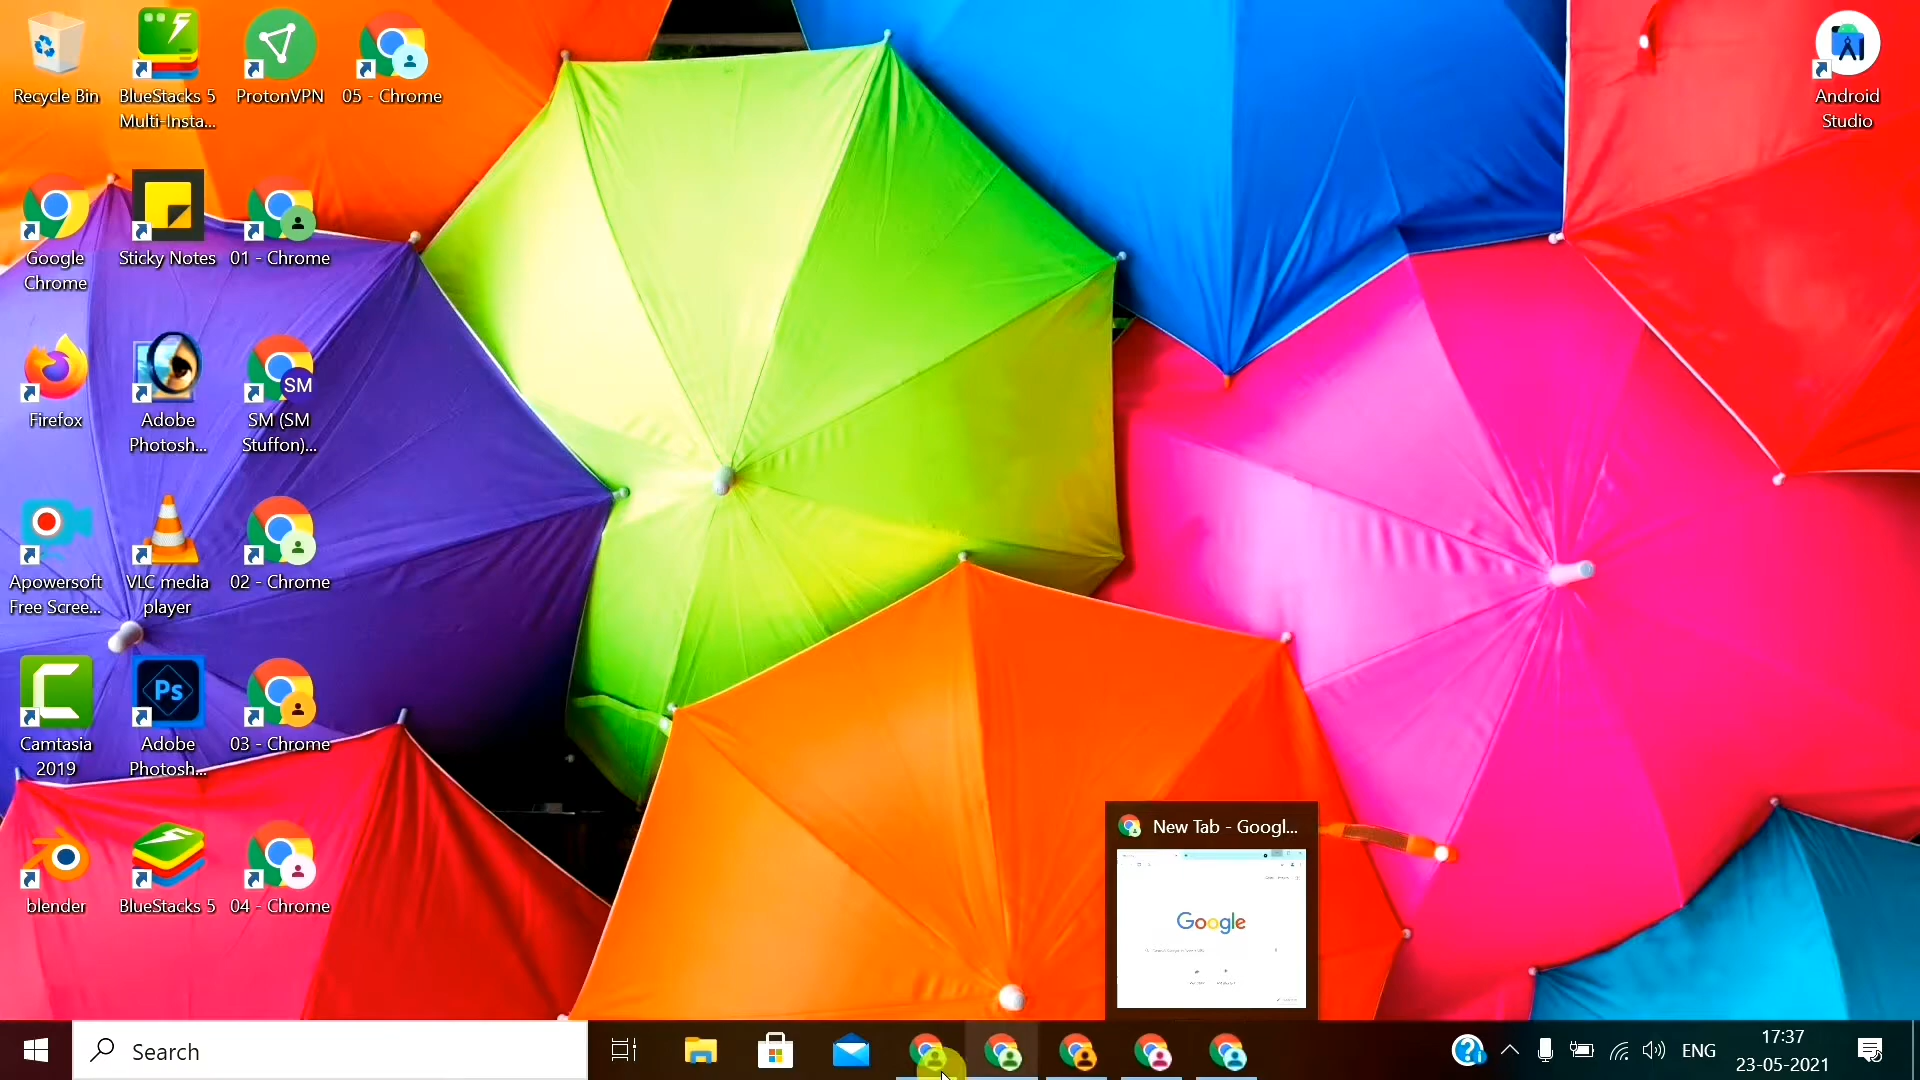 Recycle Bin
BlueStacks 5
Multi-Insta...
ProtonVPN
05 - Chrome
Android
Studio
Google
Chrome
Sticky Notes
01 - Chrome
Firefox
Adobe
Photosh...
SM
SM (SM
Stuffon)...
Apowersoft
Free Scree...
VLC media
player
02 - Chrome
Camtasia
2019
Ps
Adobe
Photosh...
03 - Chrome
blender
BlueStacks 5
04 - Chrome
New Tab - Googl...
Google
Search
ENG
17:37
23-05-2021